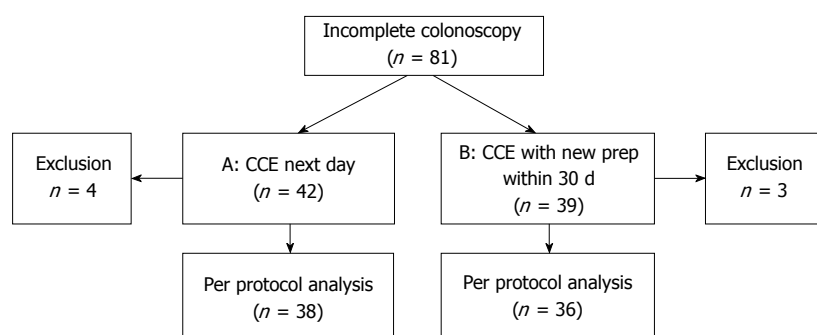 Incomplete colonoscopy
(n = 81)
Exclusion
n = 4
A: CCE next day
(n = 42)
B: CCE with new prep
within 30 d
(n = 39)
Exclusion
n = 3
Per protocol analysis
(n = 38)
Per protocol analysis
(n = 36)